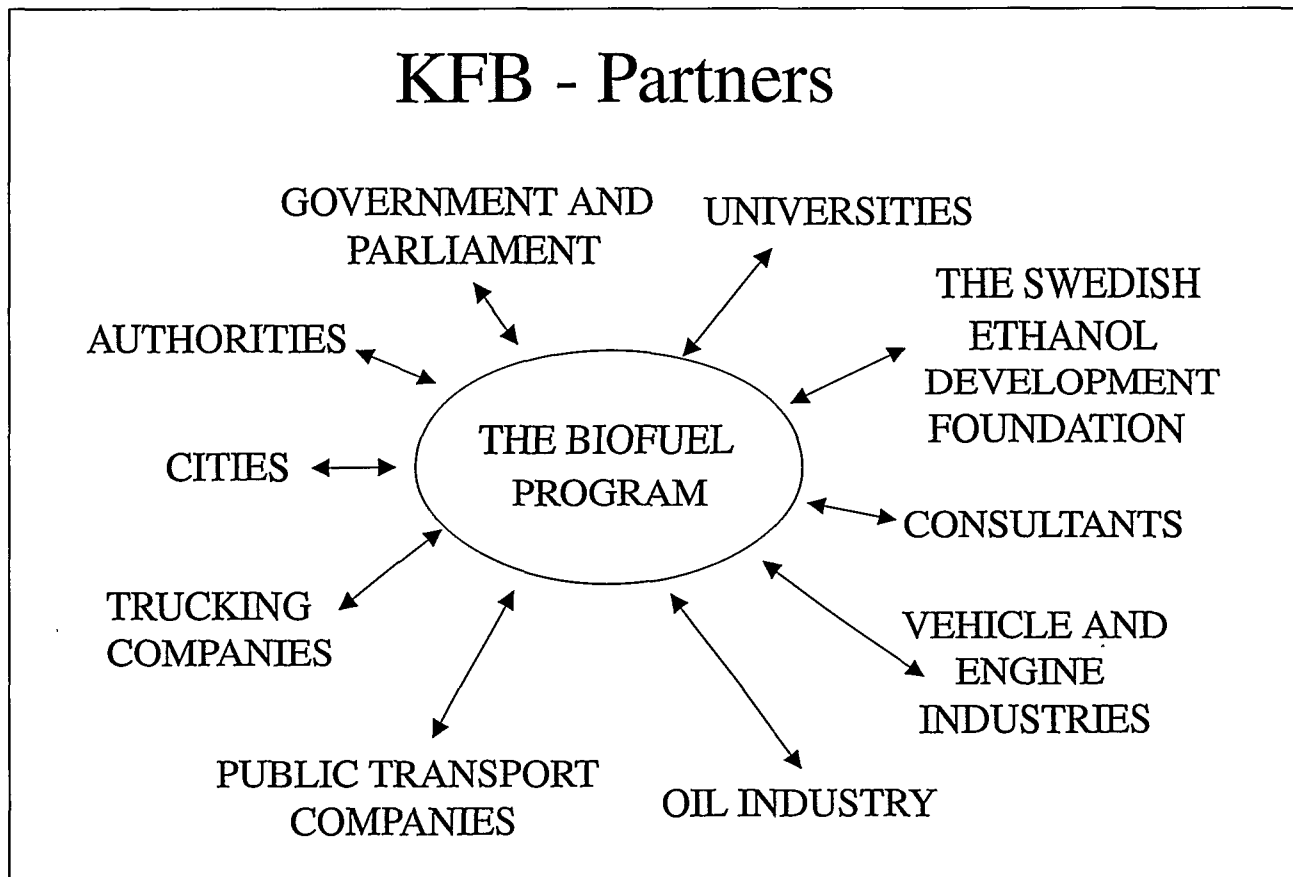 KFB - Partners
GOVERNMENT AND
PARLIAMENT
UNIVERSITIES
THE SWEDISH
ETHANOL
DEVELOPMENT
FOUNDATION
AUTHORITIES
THE BIOFUEL
PROGRAM
CITIES
CONSULTANTS
TRUCKING
COMPANIES
VEHICLE AND
ENGINE
INDUSTRIES
PUBLIC TRANSPORT
COMPANIES
OIL INDUSTRY